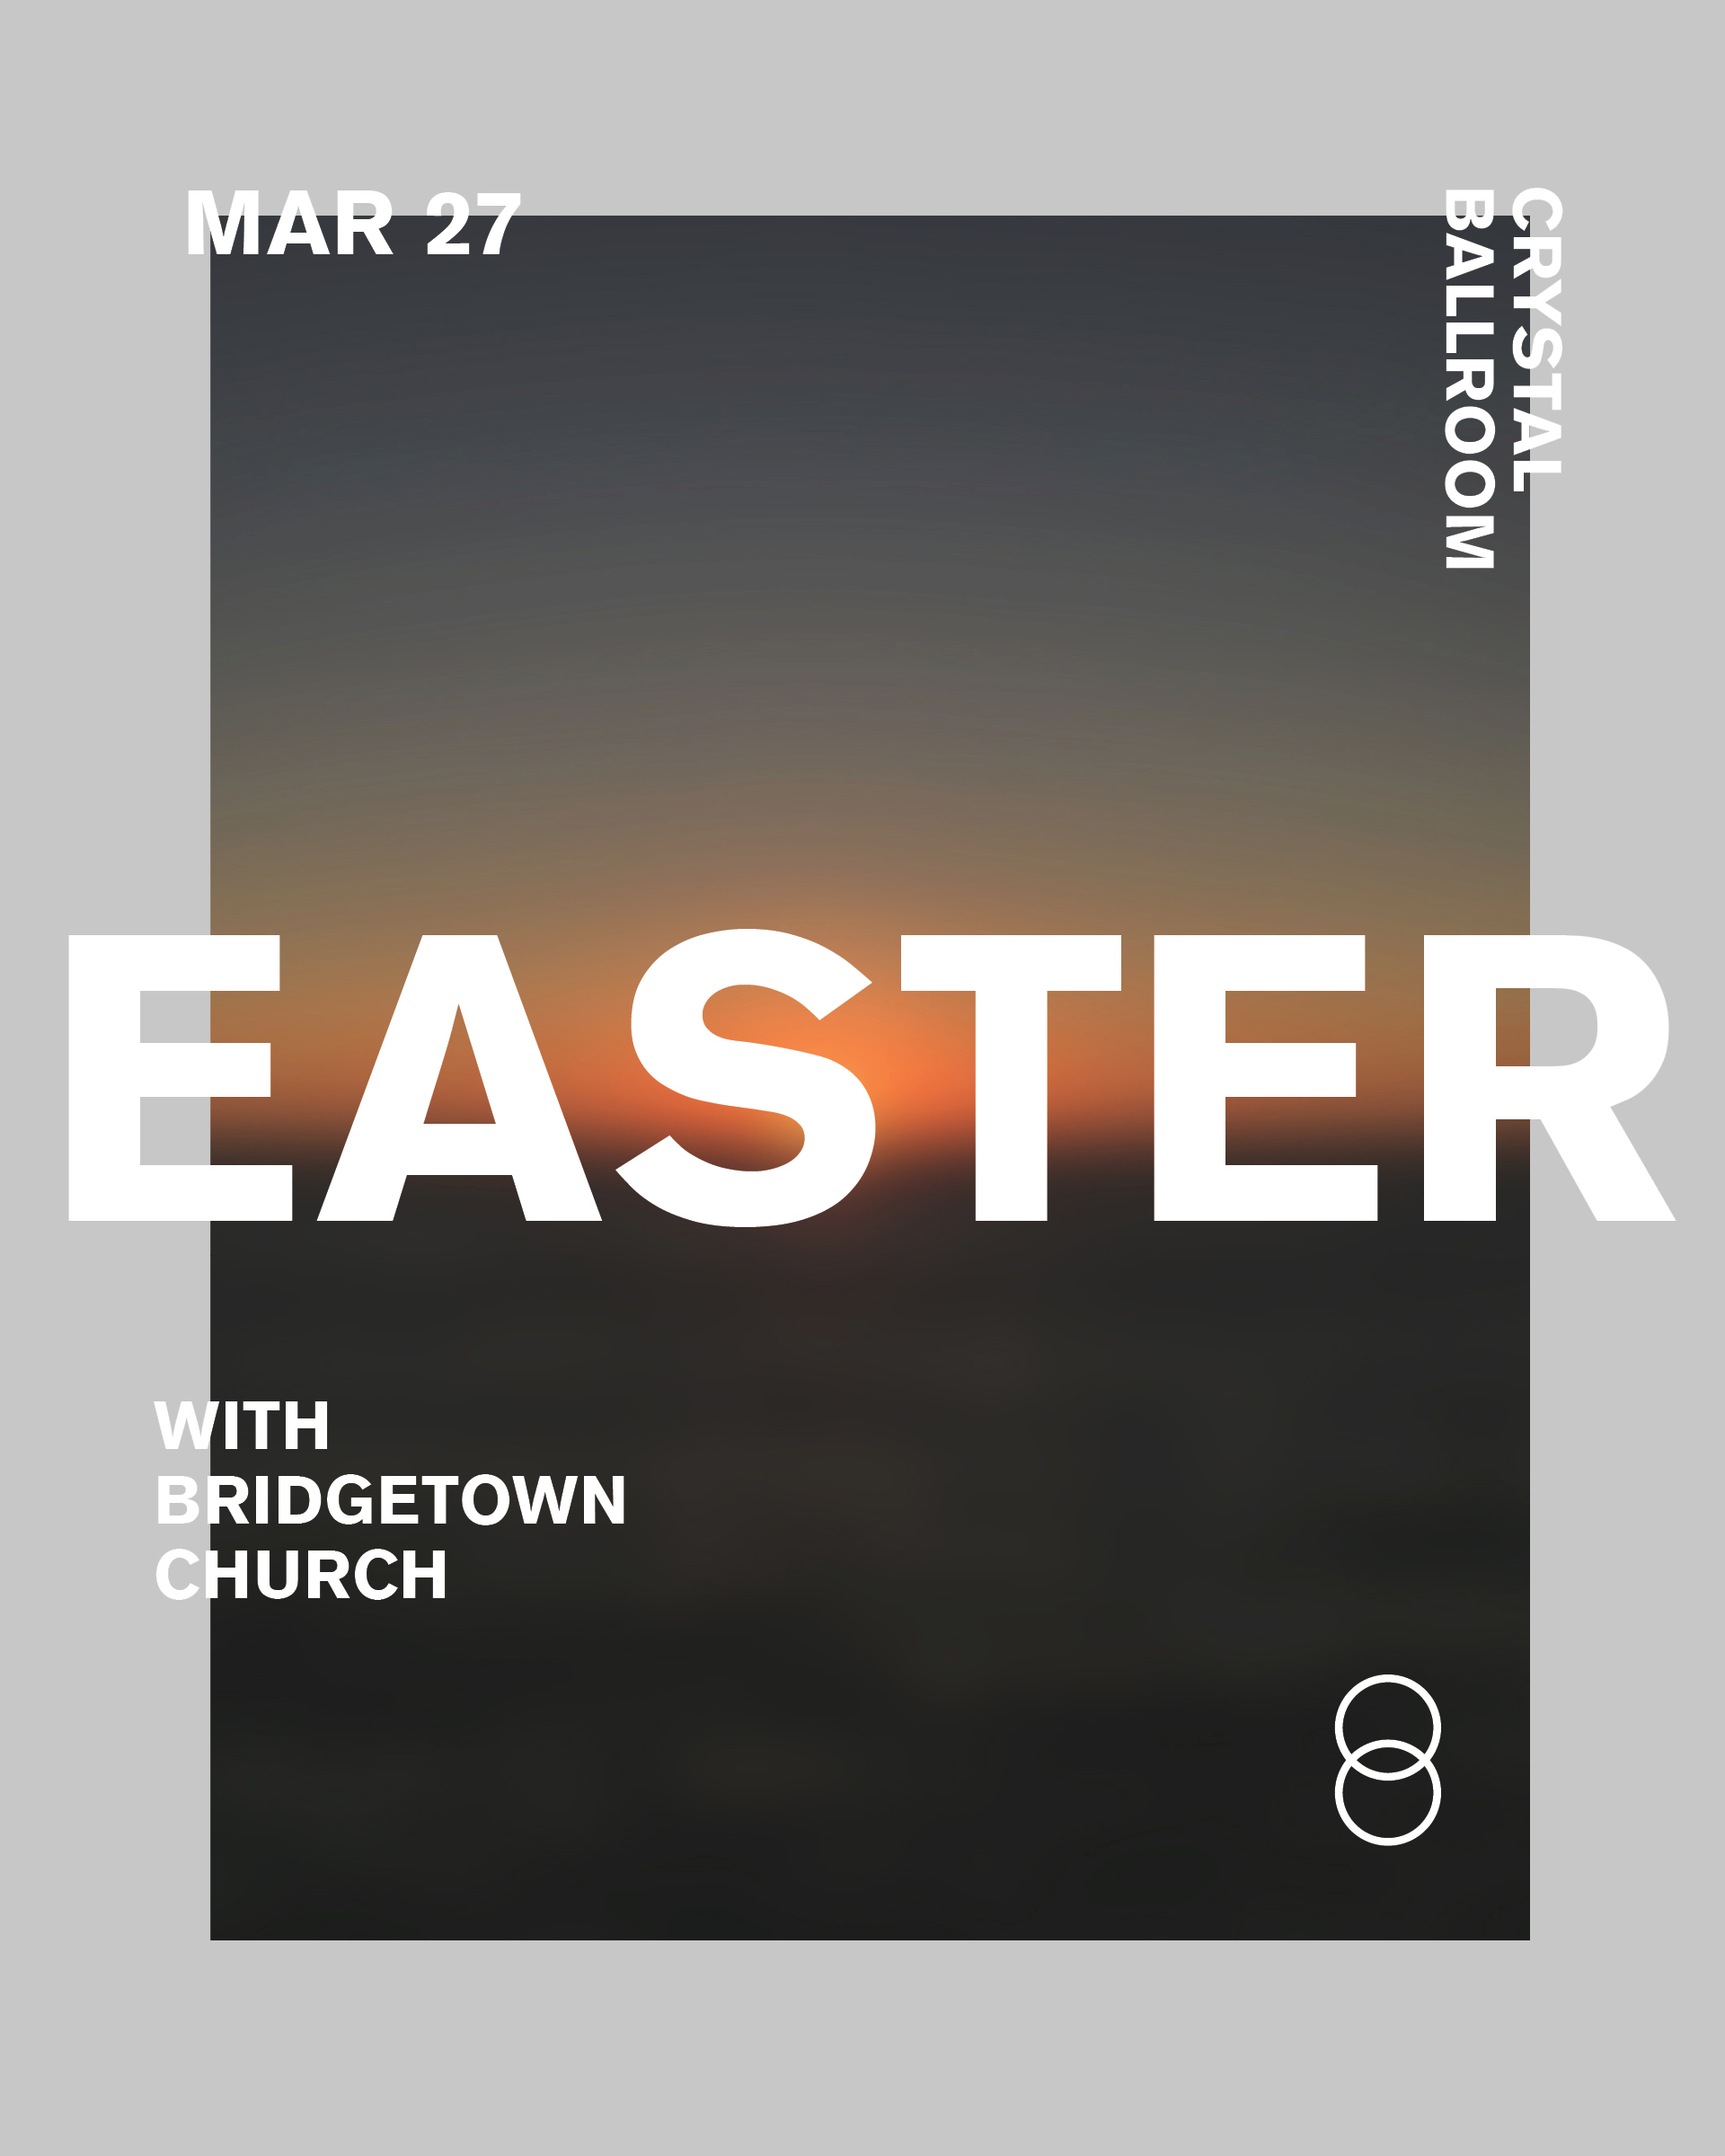 MAR 27
CRYSTAL
BALLROOM
EASTER
WITH
BRIDGETOWN
CHURCH